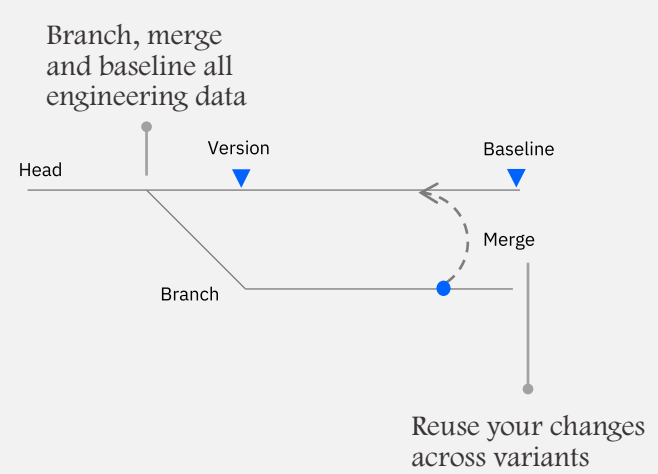 Branch, merge
and baseline all
engineering data
Version
Baseline
Head
Merge
Branch
Reuse your changes
across variants